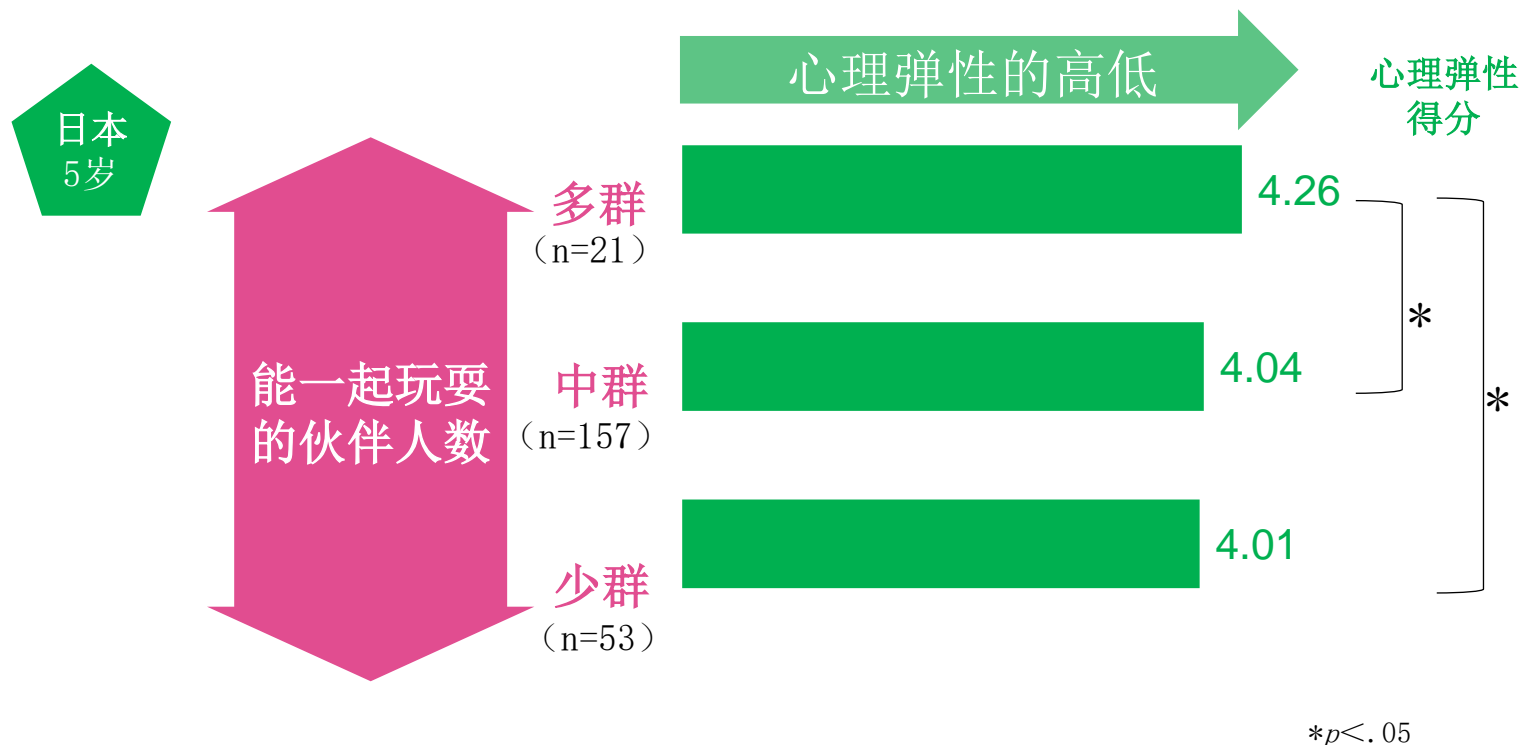 心理弹性的高低
心理弹性
得分
日本
5岁
多群
（n=21）
4.26
*
能一起玩耍
的伙伴人数
中群
（n=157）
4.04
*
少群
（n=53）
4.01
*p＜.05